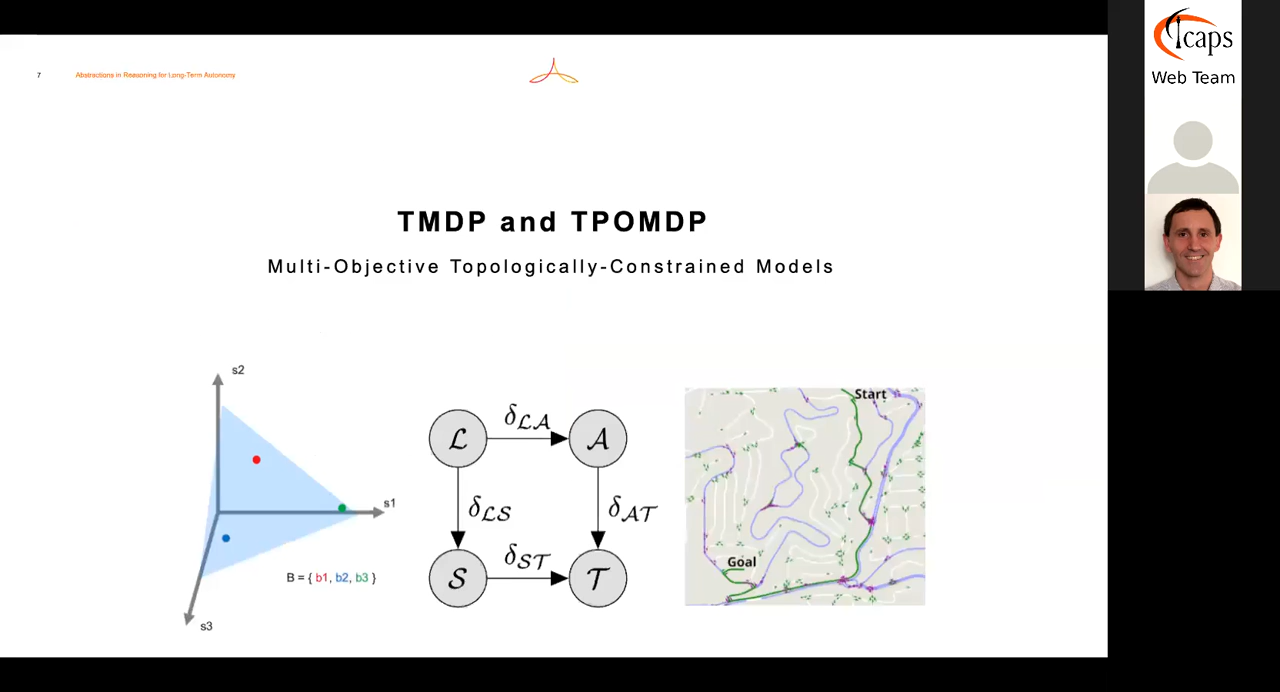 7
Abstractions in Reasoning for Long-Term Autonomy
TMDP and TPOMDP
Multi-Objective Topologically-Constrained Models
s2
s1
s3
B = { b1, b2, b3 }
ℒ
δℒ𝒜
𝒜
δℒ𝒮
δ𝒜𝒯
𝒮
δ𝒮𝒯
𝒯
Start
Goal
icaps
Web Team